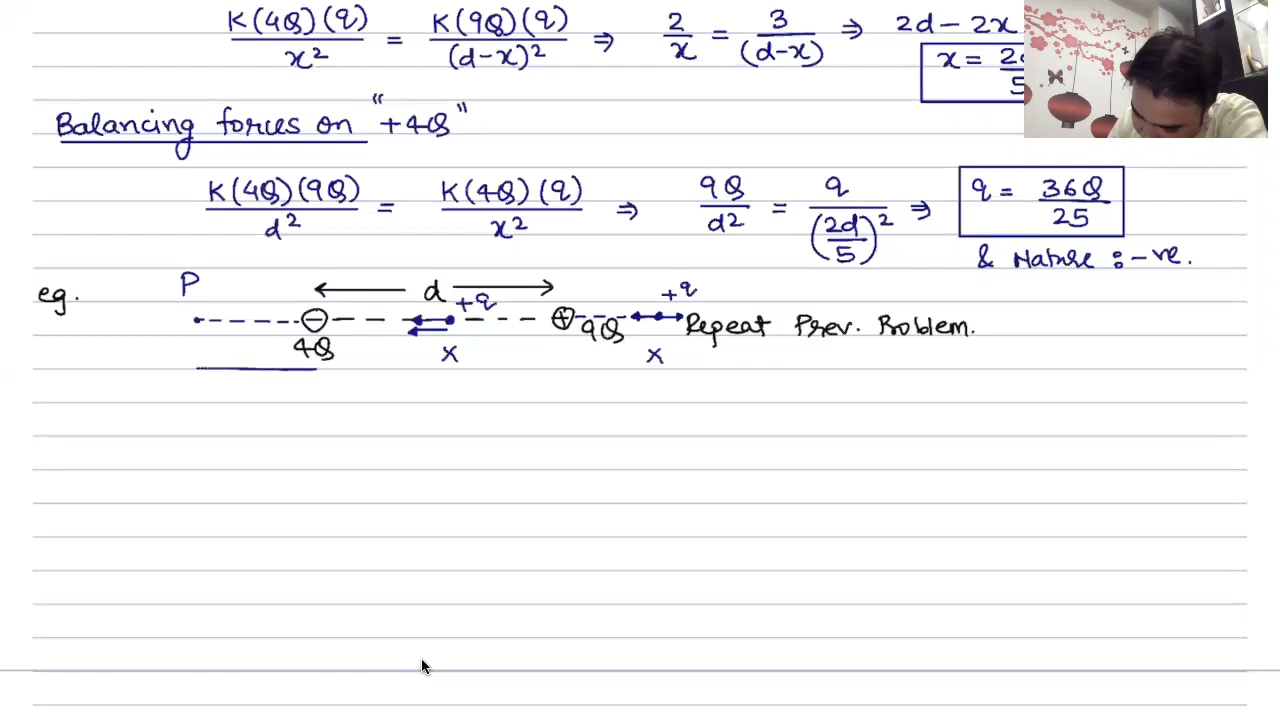 K(4Q)(q)/x² = K(9Q)(q)/(d-x)² ⇒ 2/x = 3/(d-x) ⇒ 2d - 2x
x = 2
5
Balancing forces on "+4Q"
K(4Q)(9Q)/d² = K(4Q)(q)/x² ⇒ 9Q/d² = q/(2d/5)² ⇒ q = 36Q/25
& Nature : -ve.
eg. P d +q +q
- + 9Q Repeat Prev. Problem.
4Q x x